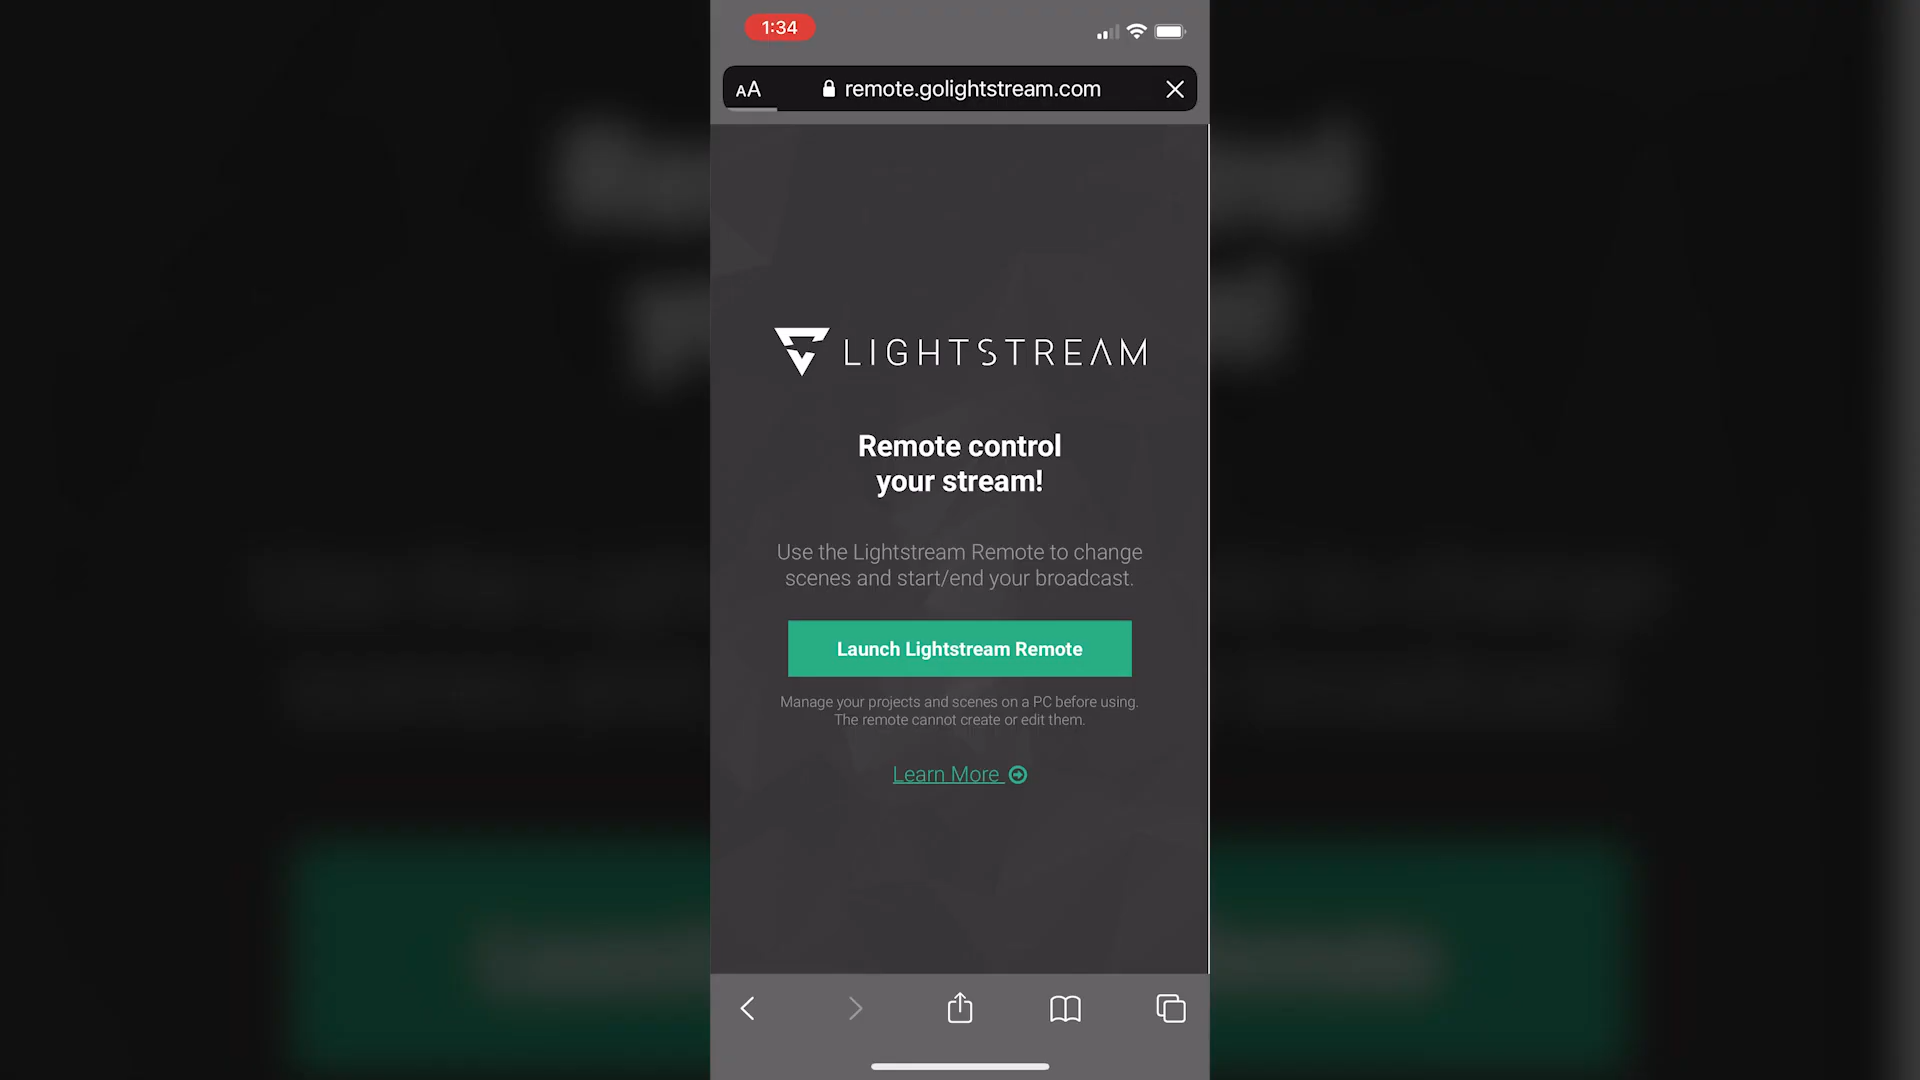 1:34
AA remote.golightstream.com
LIGHTSTREAM
Remote control
your stream!
Use the Lightstream Remote to change
scenes and start/end your broadcast.
Launch Lightstream Remote
Manage your projects and scenes on a PC before using.
The remote cannot create or edit them.
Learn More